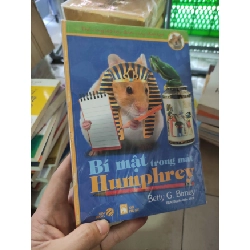 Bí mật trong mắt
Humphrey
Betty G. Birney